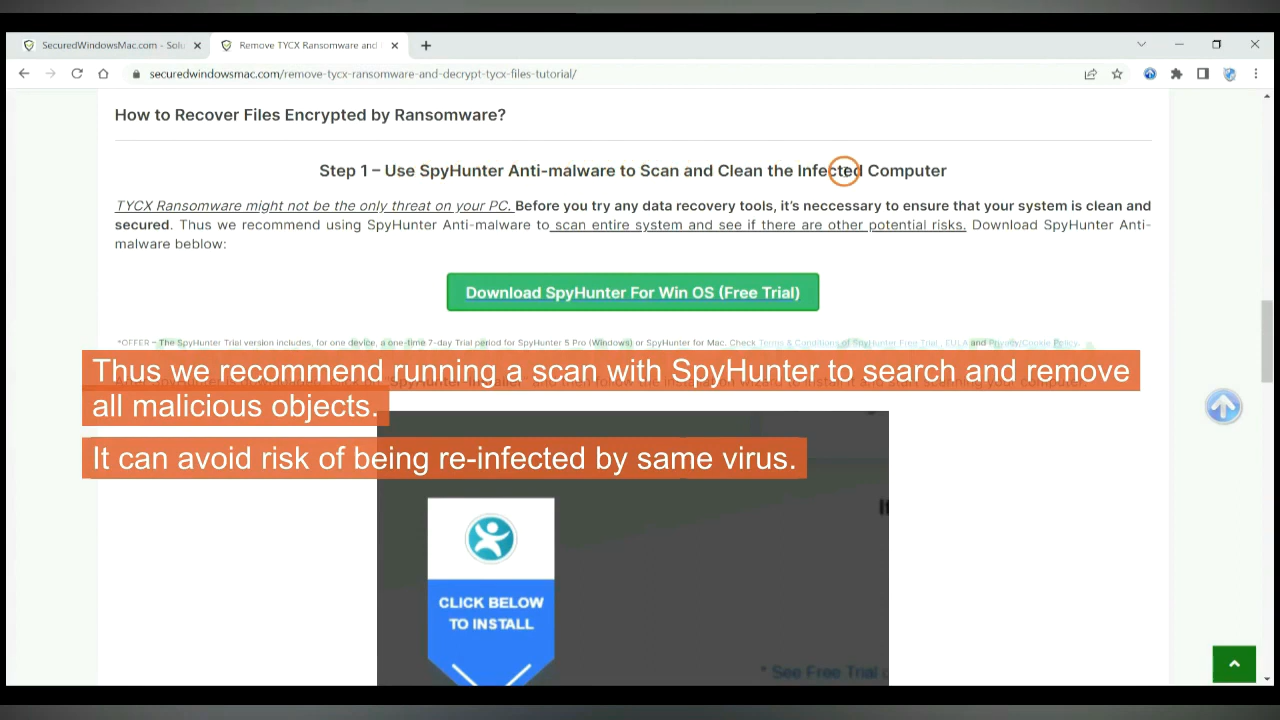 SecuredWindowsMac.com - Solu
Remove TYCX Ransomware and
securedwindowsmac.com/remove-tycx-ransomware-and-decrypt-tycx-files-tutorial/
How to Recover Files Encrypted by Ransomware?
Step 1 – Use SpyHunter Anti-malware to Scan and Clean the Infected Computer
TYCX Ransomware might not be the only threat on your PC. Before you try any data recovery tools, it's neccessary to ensure that your system is clean and
secured. Thus we recommend using SpyHunter Anti-malware to scan entire system and see if there are other potential risks. Download SpyHunter Anti-
malware beblow:
Download SpyHunter For Win OS (Free Trial)
*OFFER – The SpyHunter Trial version includes, for one device, a one-time 7-day Trial period for SpyHunter 5 Pro (Windows) or SpyHunter for Mac. Check Terms & Conditions of SpyHunter Free Trial , EULA and Privacy/Cookie Policy.
Thus we recommend running a scan with SpyHunter to search and remove
all malicious objects.
It can avoid risk of being re-infected by same virus.
CLICK BELOW
TO INSTALL
* See Free Trial